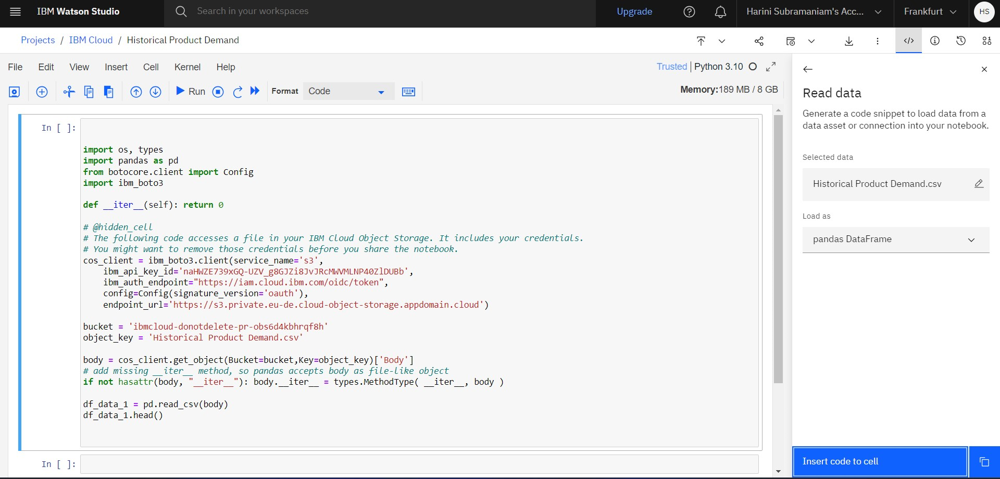 IBM Watson Studio
Search in your workspaces
Upgrade
Harini Subramaniam's Acc...
Frankfurt
HS
Projects / IBM Cloud / Historical Product Demand
File Edit View Insert Cell Kernel Help
Trusted | Python 3.10
Run
Format
Code
Memory:189 MB / 8 GB
In [ ]:
import os, types
import pandas as pd
from botocore.client import Config
import ibm_boto3
def __iter__(self): return 0
# @hidden_cell
# The following code accesses a file in your IBM Cloud Object Storage. It includes your credentials.
# You might want to remove those credentials before you share the notebook.
cos_client = ibm_boto3.client(service_name='s3',
ibm_api_key_id='naHWZE739xGQ-UZV_g8GJZi8JvJRcMWVMLNP40ZlDUBb',
ibm_auth_endpoint="https://iam.cloud.ibm.com/oidc/token",
config=Config(signature_version='oauth'),
endpoint_url='https://s3.private.eu-de.cloud-object-storage.appdomain.cloud')
bucket = 'ibmcloud-donotdelete-pr-obs6d4kbhrqf8h'
object_key = 'Historical Product Demand.csv'
body = cos_client.get_object(Bucket=bucket,Key=object_key)['Body']
# add missing __iter__ method, so pandas accepts body as file-like object
if not hasattr(body, "__iter__"): body.__iter__ = types.MethodType( __iter__, body )
df_data_1 = pd.read_csv(body)
df_data_1.head()
In [ ]:
Read data
Generate a code snippet to load data from a
data asset or connection into your notebook.
Selected data
Historical Product Demand.csv
Load as
pandas DataFrame
Insert code to cell